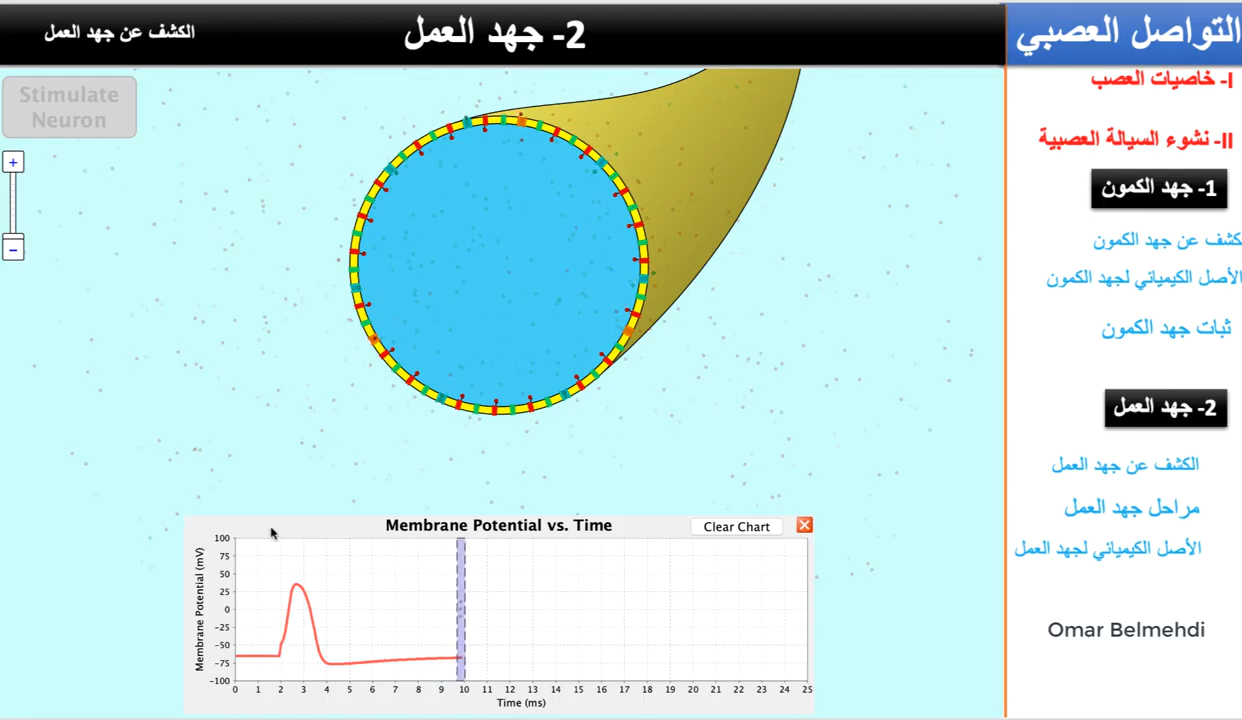 2- جهد العمل
الكشف عن جهد العمل
التواصل العصبي
I- خاصيات العصب
II- نشوء السيالة العصبية
1- جهد الكمون
كشف عن جهد الكمون
الأصل الكيميائي لجهد الكمون
ثبات جهد الكمون
2- جهد العمل
الكشف عن جهد العمل
مراحل جهد العمل
الأصل الكيميائي لجهد العمل
Omar Belmehdi
Stimulate
Neuron
+
−
Membrane Potential vs. Time
Clear Chart
Membrane Potential (mV)
100
75
50
25
0
−25
−50
−75
−100
0 1 2 3 4 5 6 7 8 9 10 11 12 13 14 15 16 17 18 19 20 21 22 23 24 25
Time (ms)